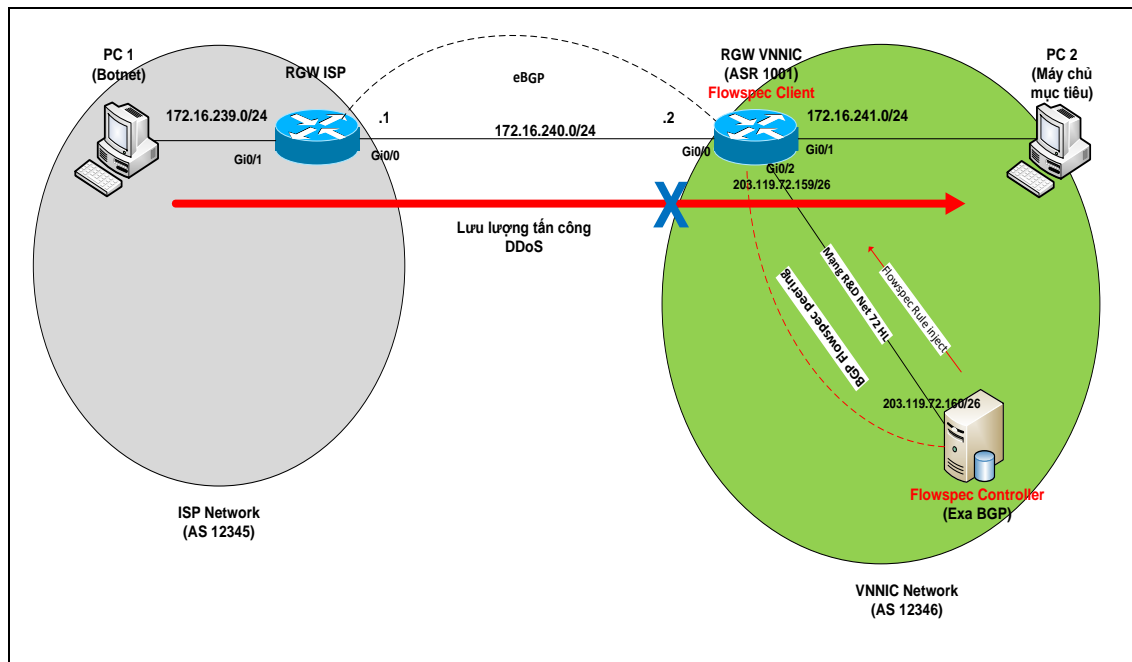 PC 1
(Botnet)
RGW ISP
eBGP
RGW VNNIC
(ASR 1001)
Flowspec Client
PC 2
(Máy chủ
mục tiêu)
172.16.239.0/24
.1
172.16.240.0/24
.2
172.16.241.0/24
Gi0/1
Gi0/0
Gi0/0
Gi0/1
Gi0/2
203.119.72.159/26
X
Lưu lượng tấn công
DDoS
Mạng R&D Net 72 HL
Flowspec Rule inject
BGP Flowspec peering
203.119.72.160/26
Flowspec Controller
(Exa BGP)
ISP Network
(AS 12345)
VNNIC Network
(AS 12346)